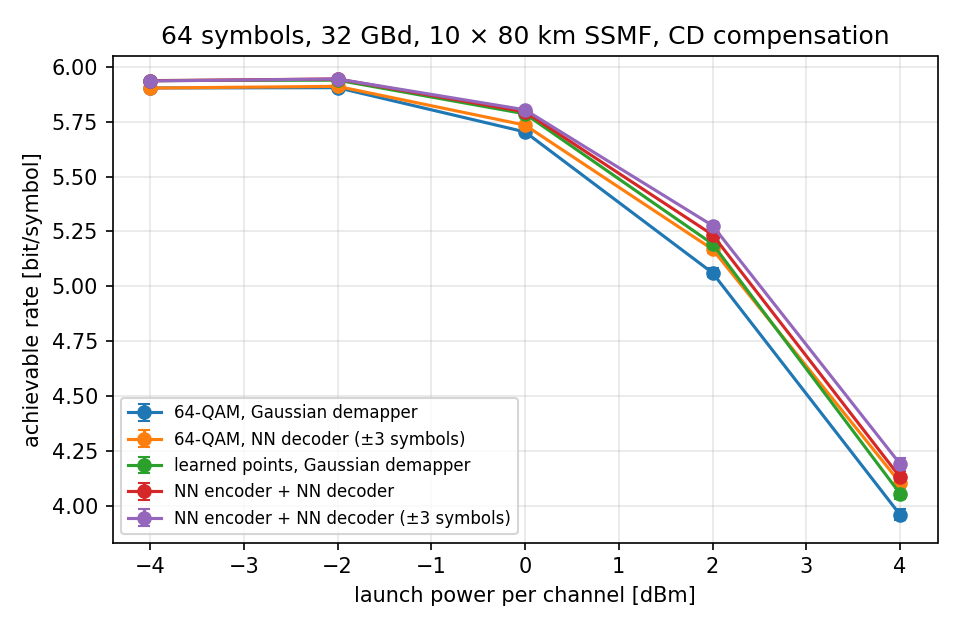 64 symbols, 32 GBd, 10 × 80 km SSMF, CD compensation
achievable rate [bit/symbol]
6.00
5.75
5.50
5.25
5.00
4.75
4.50
4.25
4.00
64-QAM, Gaussian demapper
64-QAM, NN decoder (±3 symbols)
learned points, Gaussian demapper
NN encoder + NN decoder
NN encoder + NN decoder (±3 symbols)
−4 −3 −2 −1 0 1 2 3 4
launch power per channel [dBm]